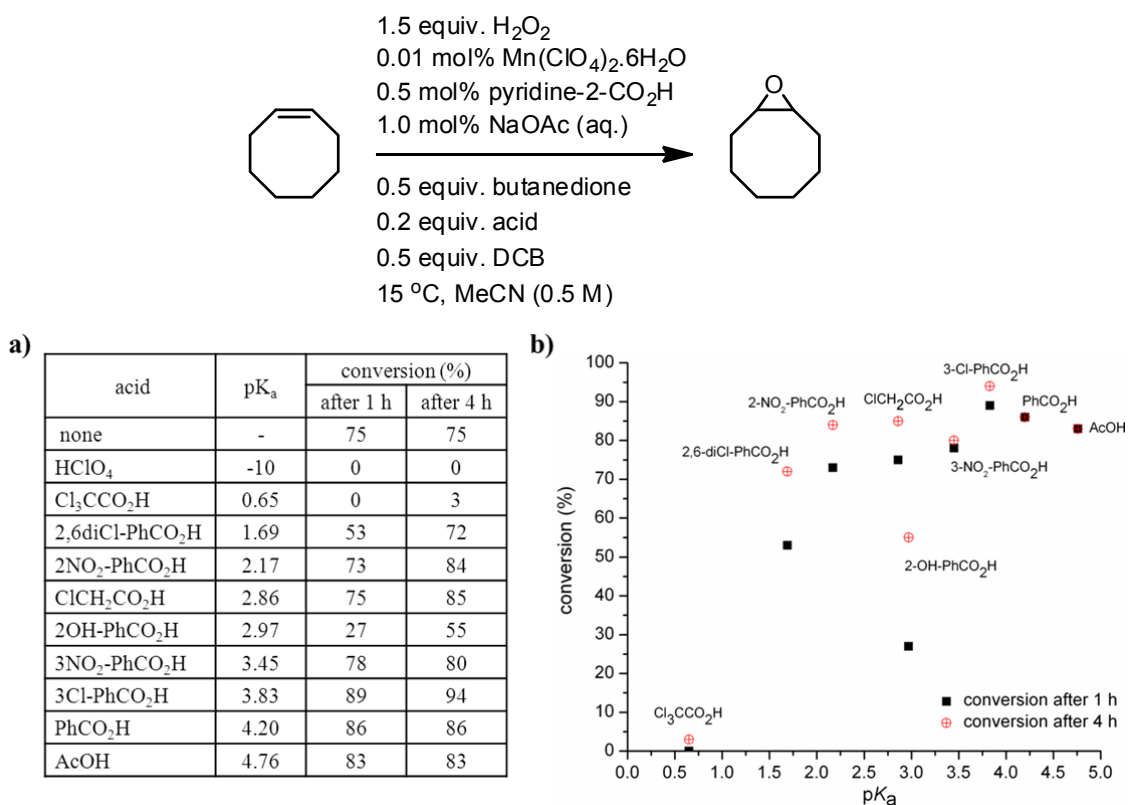 1.5 equiv. H₂O₂
0.01 mol% Mn(ClO₄)₂.6H₂O
0.5 mol% pyridine-2-CO₂H
1.0 mol% NaOAc (aq.)
O
0.5 equiv. butanedione
0.2 equiv. acid
0.5 equiv. DCB
15 °C, MeCN (0.5 M)
a)
acid pKₐ conversion (%)
after 1 h after 4 h
none - 75 75
HClO₄ -10 0 0
Cl₃CCO₂H 0.65 0 3
2,6diCl-PhCO₂H 1.69 53 72
2NO₂-PhCO₂H 2.17 73 84
ClCH₂CO₂H 2.86 75 85
2OH-PhCO₂H 2.97 27 55
3NO₂-PhCO₂H 3.45 78 80
3Cl-PhCO₂H 3.83 89 94
PhCO₂H 4.20 86 86
AcOH 4.76 83 83
b)
conversion (%)
100
90
80
70
60
50
40
30
20
10
0
3-Cl-PhCO₂H
2-NO₂-PhCO₂H
ClCH₂CO₂H
PhCO₂H
AcOH
2,6-diCl-PhCO₂H
3-NO₂-PhCO₂H
2-OH-PhCO₂H
Cl₃CCO₂H
conversion after 1 h
conversion after 4 h
0.0 0.5 1.0 1.5 2.0 2.5 3.0 3.5 4.0 4.5 5.0
pKₐ